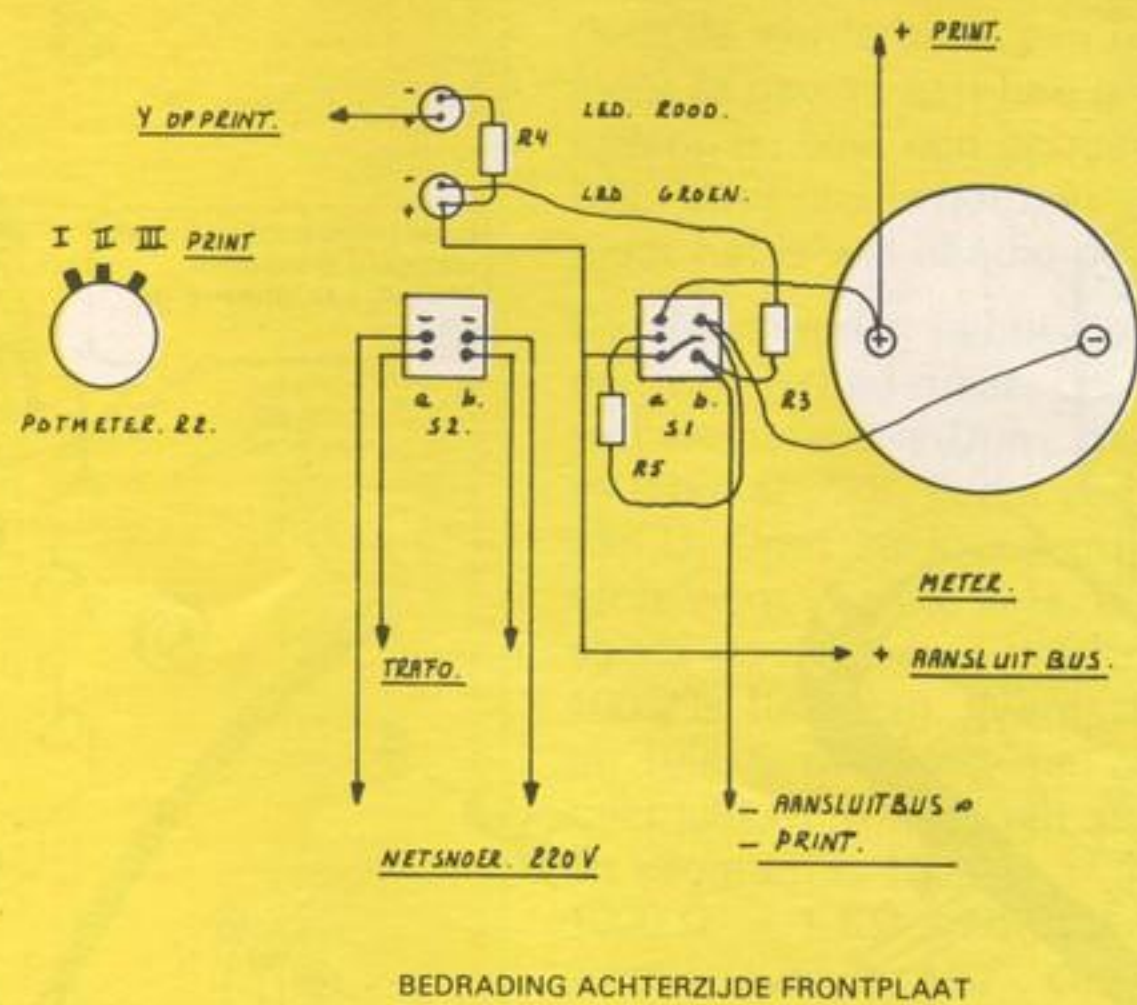 + PRINT.
Y OP PRINT.
-
+
LED. ROOD.
R4
-
+
LED GROEN.
I II III PRINT
POTMETER. R2.
a b.
S2.
a b.
S1
R3
R5
+
-
METER.
TRAFO.
+ AANSLUIT BUS.
- AANSLUITBUS
- PRINT.
NETSNOER. 220 V
BEDRADING ACHTERZIJDE FRONTPLAAT